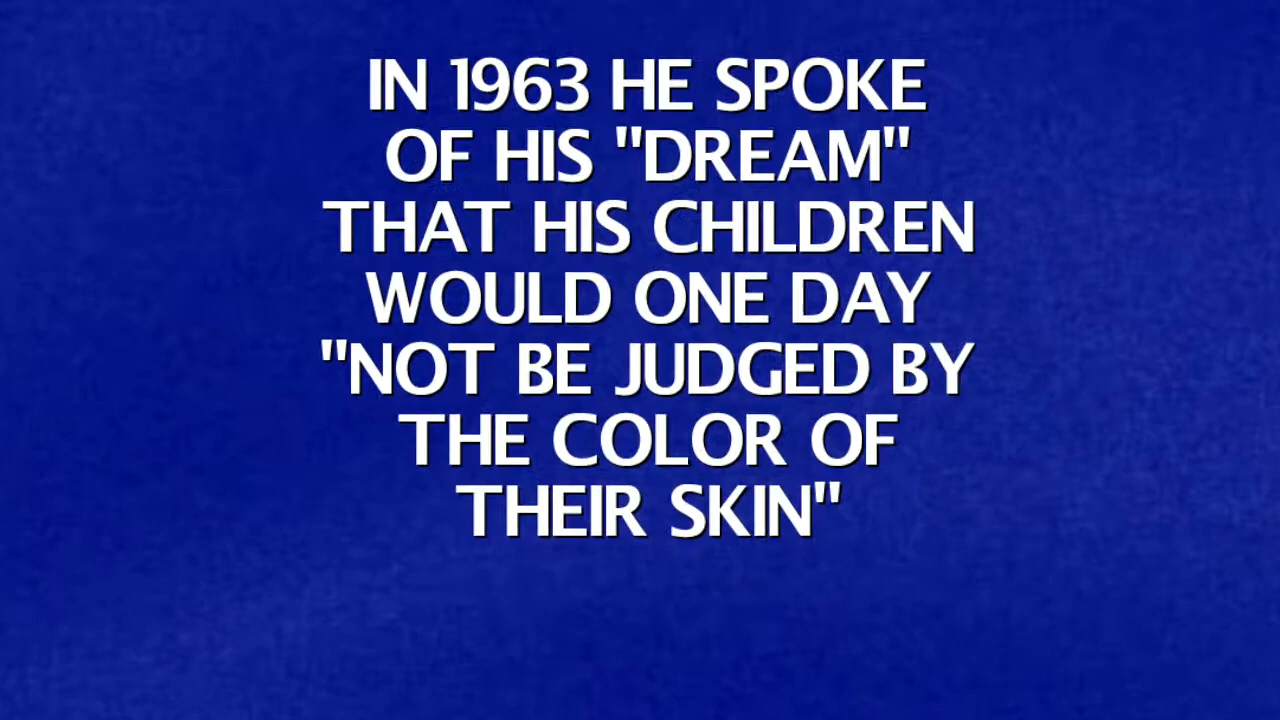 IN 1963 HE SPOKE
OF HIS "DREAM"
THAT HIS CHILDREN
WOULD ONE DAY
"NOT BE JUDGED BY
THE COLOR OF
THEIR SKIN"